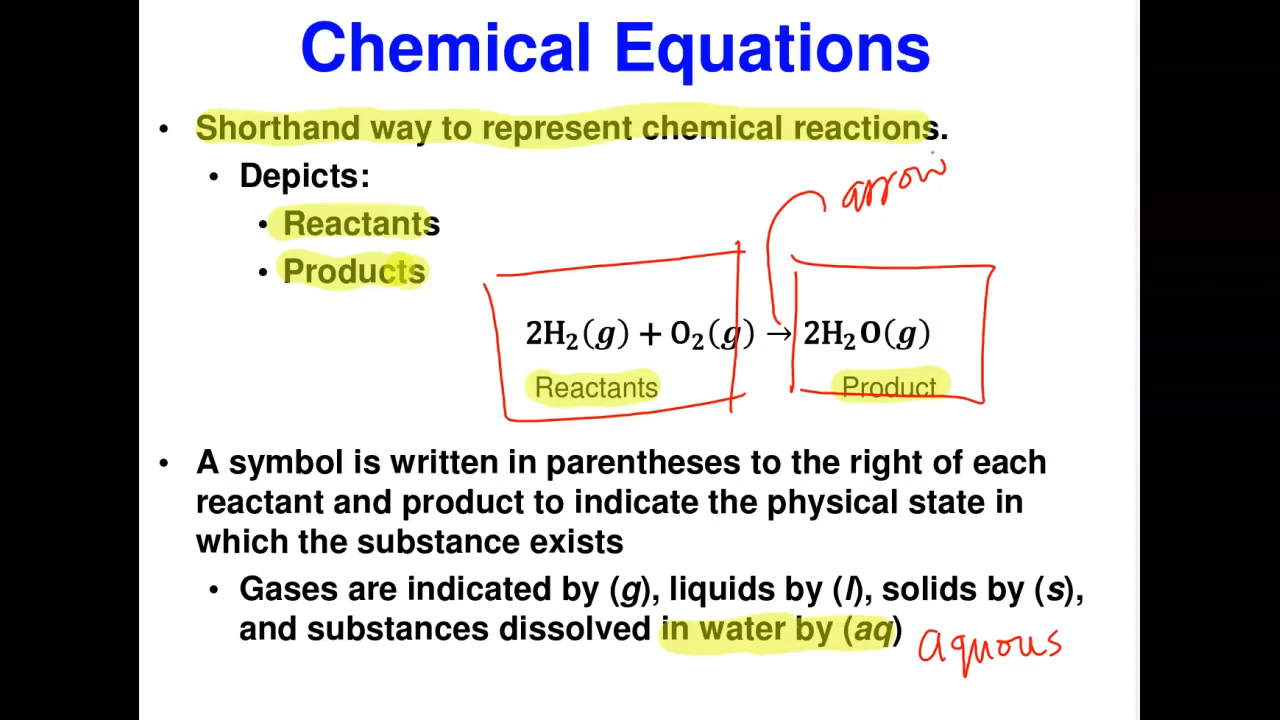 Chemical Equations
• Shorthand way to represent chemical reactions.
• Depicts:
arrow
• Reactants
• Products
2H₂(g) + O₂(g) → 2H₂O(g)
Reactants Product
• A symbol is written in parentheses to the right of each
reactant and product to indicate the physical state in
which the substance exists
• Gases are indicated by (g), liquids by (l), solids by (s),
and substances dissolved in water by (aq)
aquous